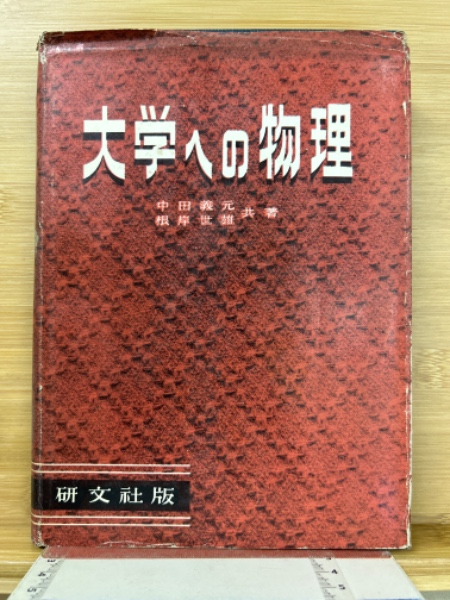 大学への物理
中田義元
根岸世雄 共著
研文社版